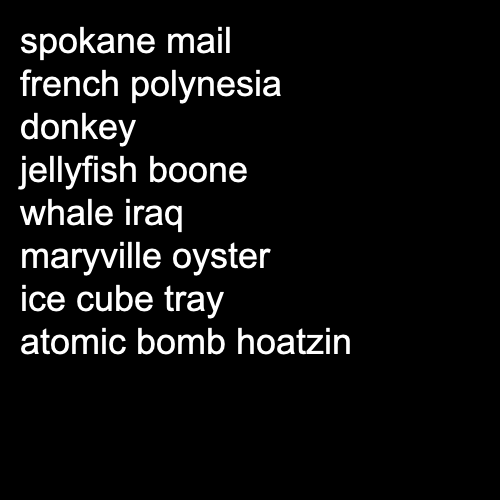 spokane mail
french polynesia
donkey
jellyfish boone
whale iraq
maryville oyster
ice cube tray
atomic bomb hoatzin